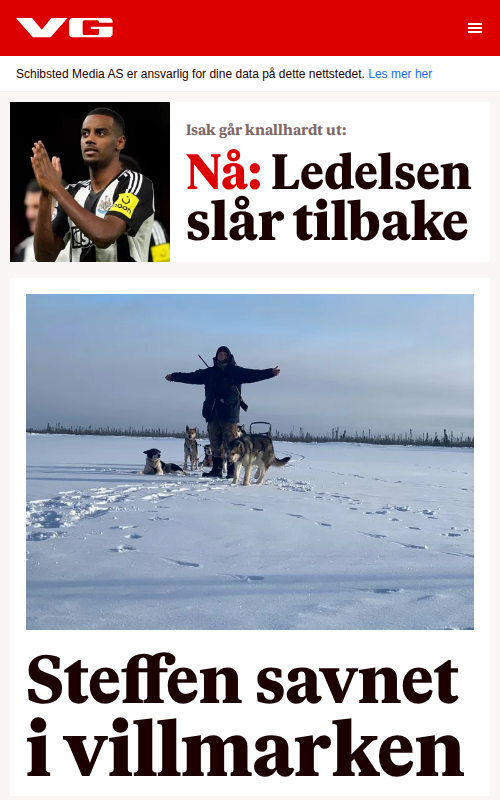 VG
Schibsted Media AS er ansvarlig for dine data på dette nettstedet. Les mer her
Isak går knallhardt ut:
Nå: Ledelsen
slår tilbake
noon
Steffen savnet
i villmarken